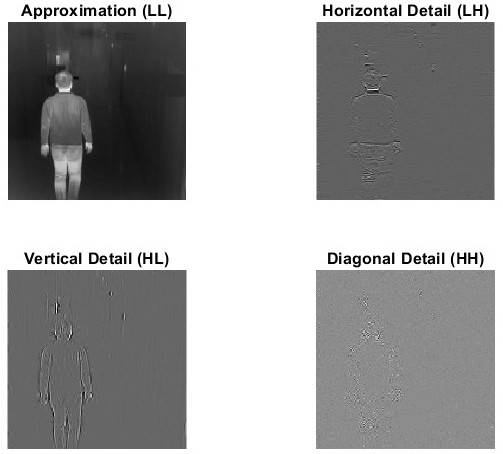 Approximation (LL)
Horizontal Detail (LH)
Vertical Detail (HL)
Diagonal Detail (HH)